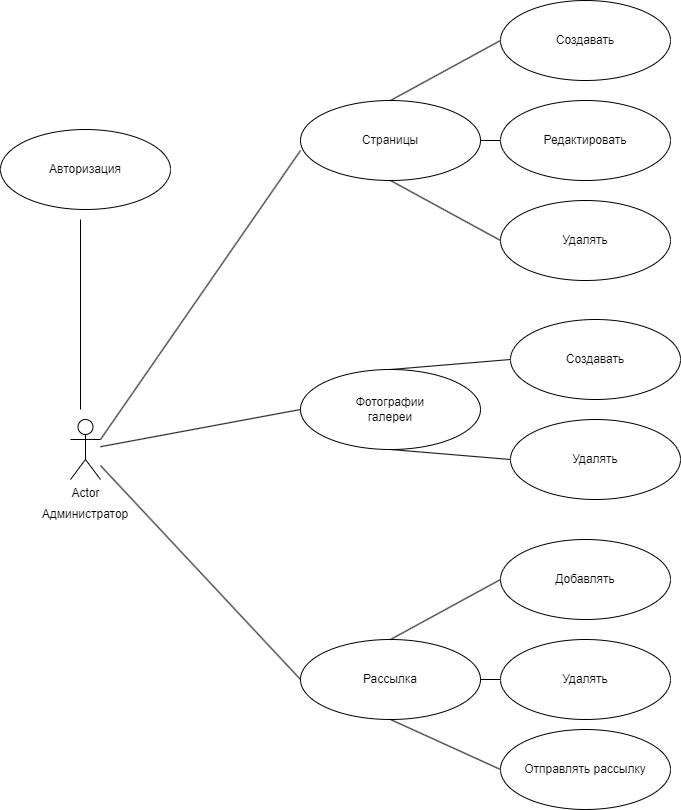 Создавать
Страницы
Редактировать
Авторизация
Удалять
Создавать
Фотографии
галереи
Удалять
Actor
Администратор
Добавлять
Рассылка
Удалять
Отправлять рассылку